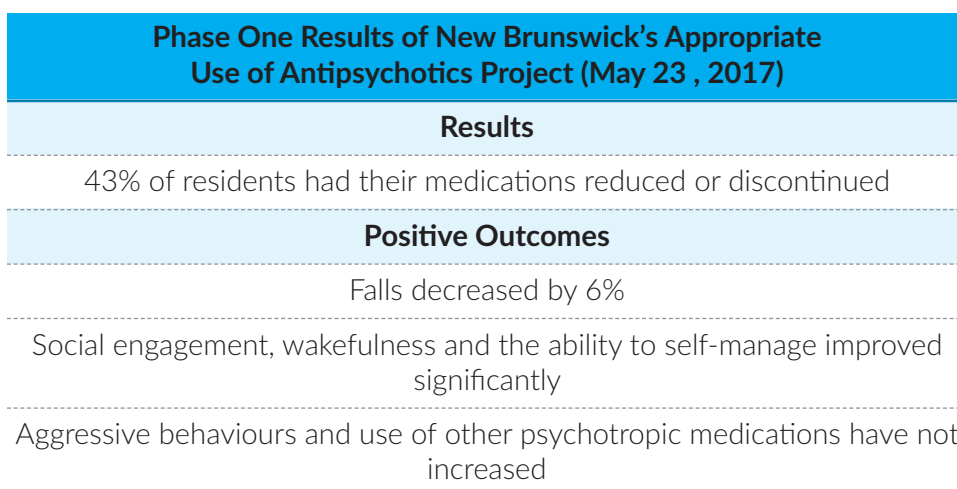 Phase One Results of New Brunswick's Appropriate
Use of Antipsychotics Project (May 23 , 2017)
Results
43% of residents had their medications reduced or discontinued
Positive Outcomes
Falls decreased by 6%
Social engagement, wakefulness and the ability to self-manage improved
significantly
Aggressive behaviours and use of other psychotropic medications have not
increased